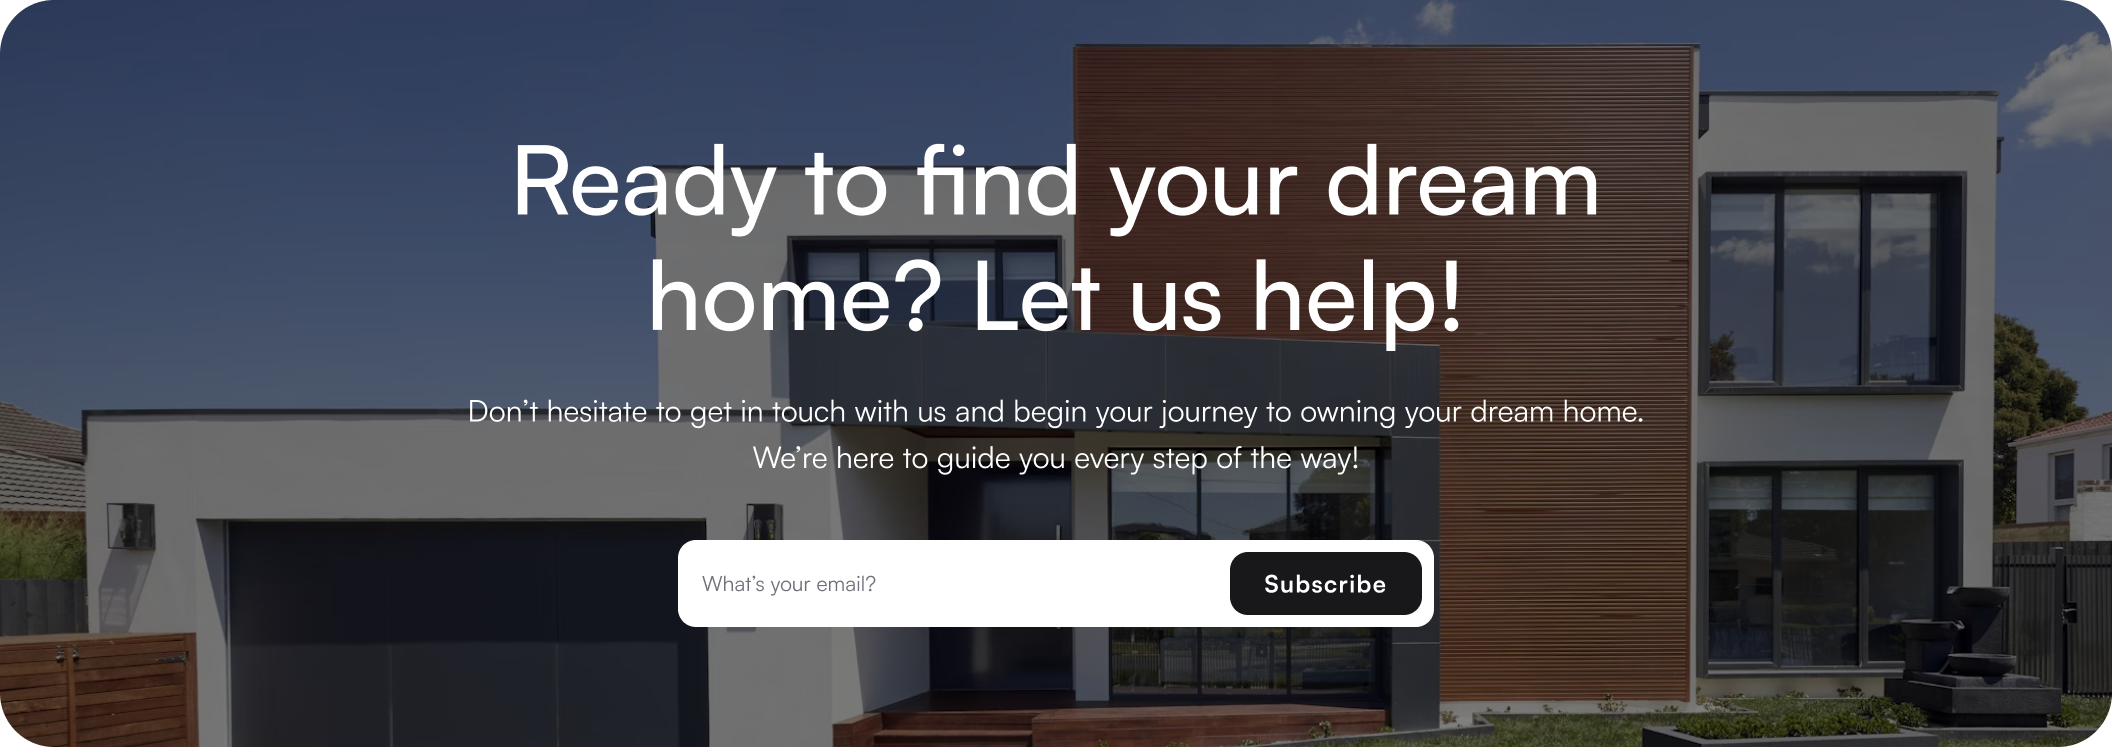 Ready to find your dream
home? Let us help!
Don’t hesitate to get in touch with us and begin your journey to owning your dream home.
We’re here to guide you every step of the way!
What’s your email?
Subscribe